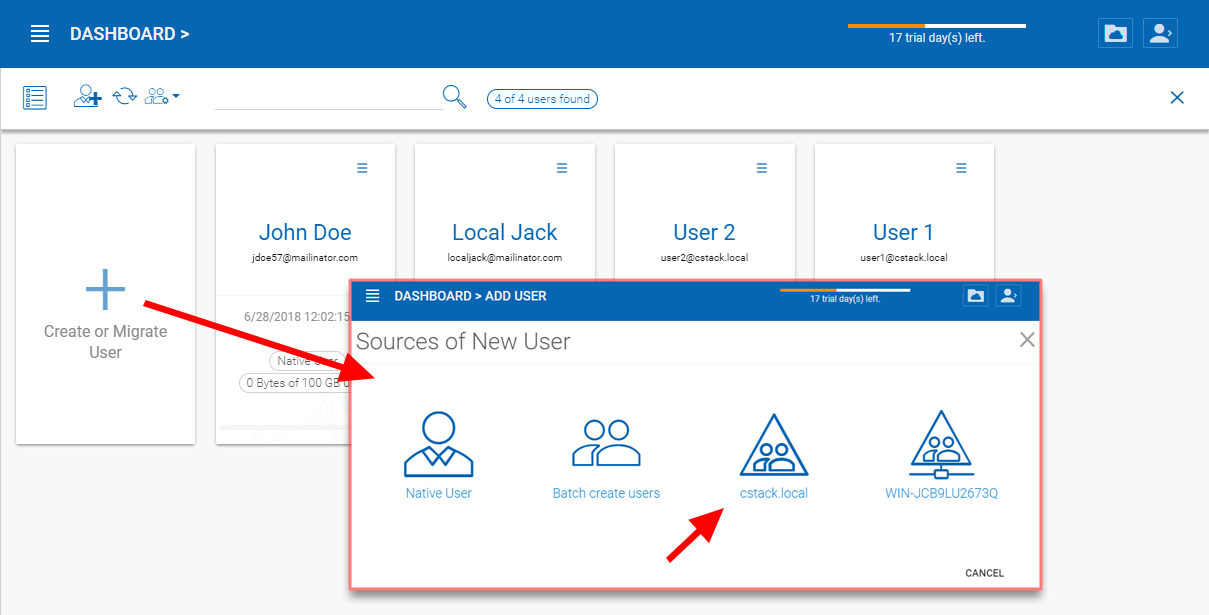 DASHBOARD >
17 trial day(s) left.
4 of 4 users found
Create or Migrate
User
John Doe
jdoe57@mailinator.com
6/28/2018 12:02:15
Native User
0 Bytes of 100 GB u
Local Jack
localjack@mailinator.com
User 2
user2@cstack.local
User 1
user1@cstack.local
DASHBOARD > ADD USER
17 trial day(s) left.
Sources of New User
Native User
Batch create users
cstack.local
WIN-JCB9LU2673Q
CANCEL